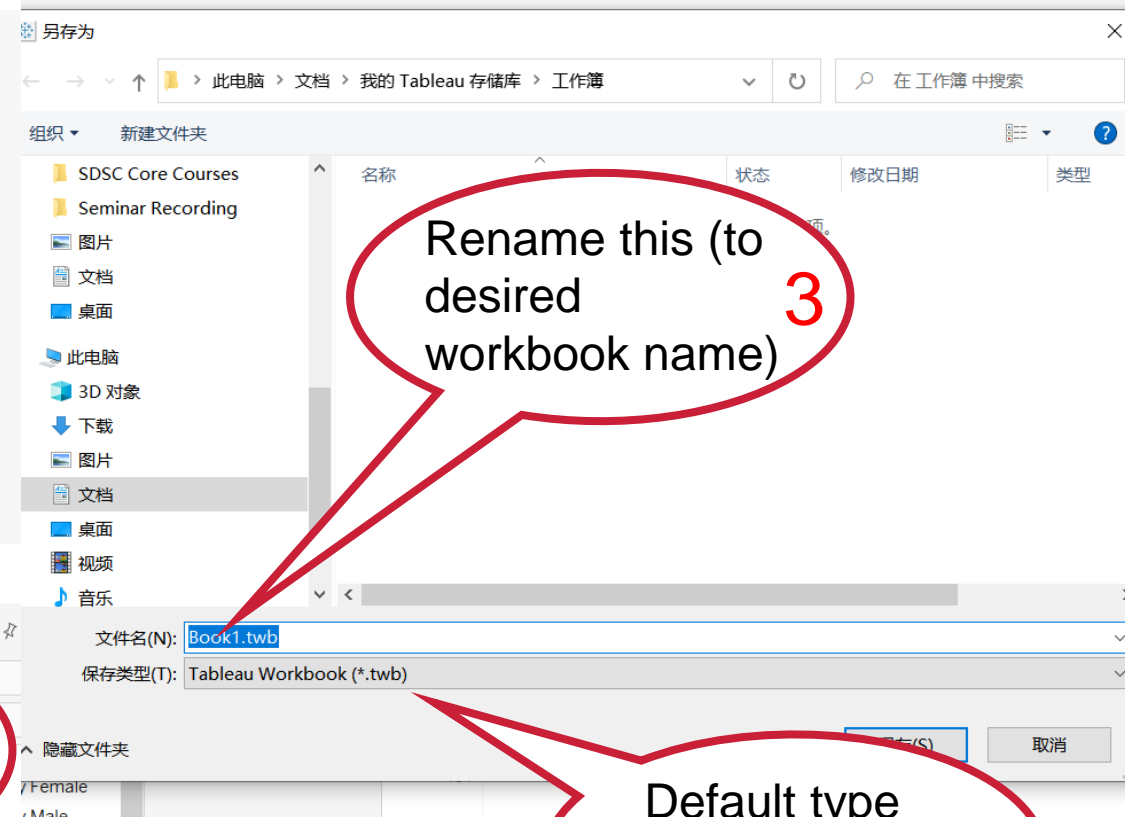 另存为
此电脑 > 文档 > 我的 Tableau 存储库 > 工作簿
在 工作簿 中搜索
组织
新建文件夹
SDSC Core Courses
Seminar Recording
图片
文档
桌面
此电脑
3D 对象
下载
图片
文档
桌面
视频
音乐
名称
状态
修改日期
类型
项。
Rename this (to
desired
workbook name)
3
文件名(N): Book1.twb
保存类型(T): Tableau Workbook (*.twb)
隐藏文件夹
(S)
取消
Female
Male
Default type